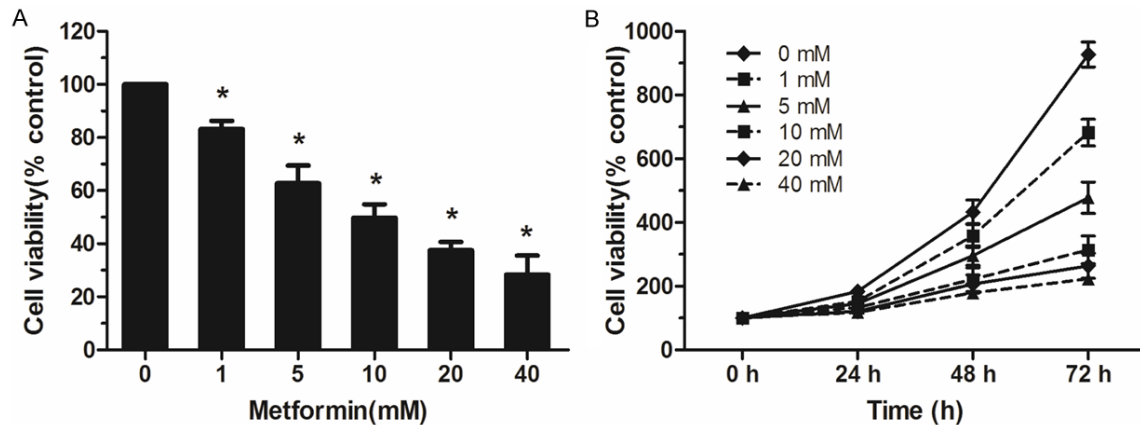 A
Cell viability(% control)
120
100
80
60
40
20
0
* * * * *
0 1 5 10 20 40
Metformin(mM)
B
Cell viability(% control)
1000
800
600
400
200
0
0 mM
1 mM
5 mM
10 mM
20 mM
40 mM
0 h 24 h 48 h 72 h
Time (h)